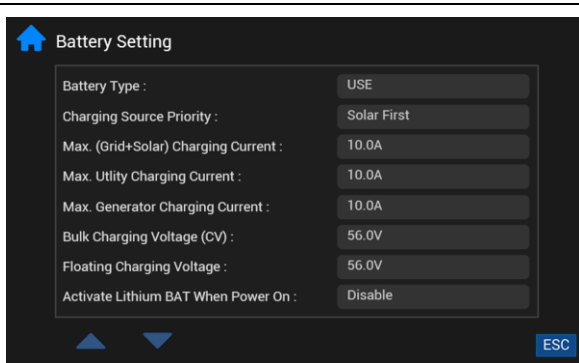 Battery Setting
Battery Type : USE
Charging Source Priority : Solar First
Max. (Grid+Solar) Charging Current : 10.0A
Max. Utlity Charging Current : 10.0A
Max. Generator Charging Current : 10.0A
Bulk Charging Voltage (CV) : 56.0V
Floating Charging Voltage : 56.0V
Activate Lithium BAT When Power On : Disable
ESC